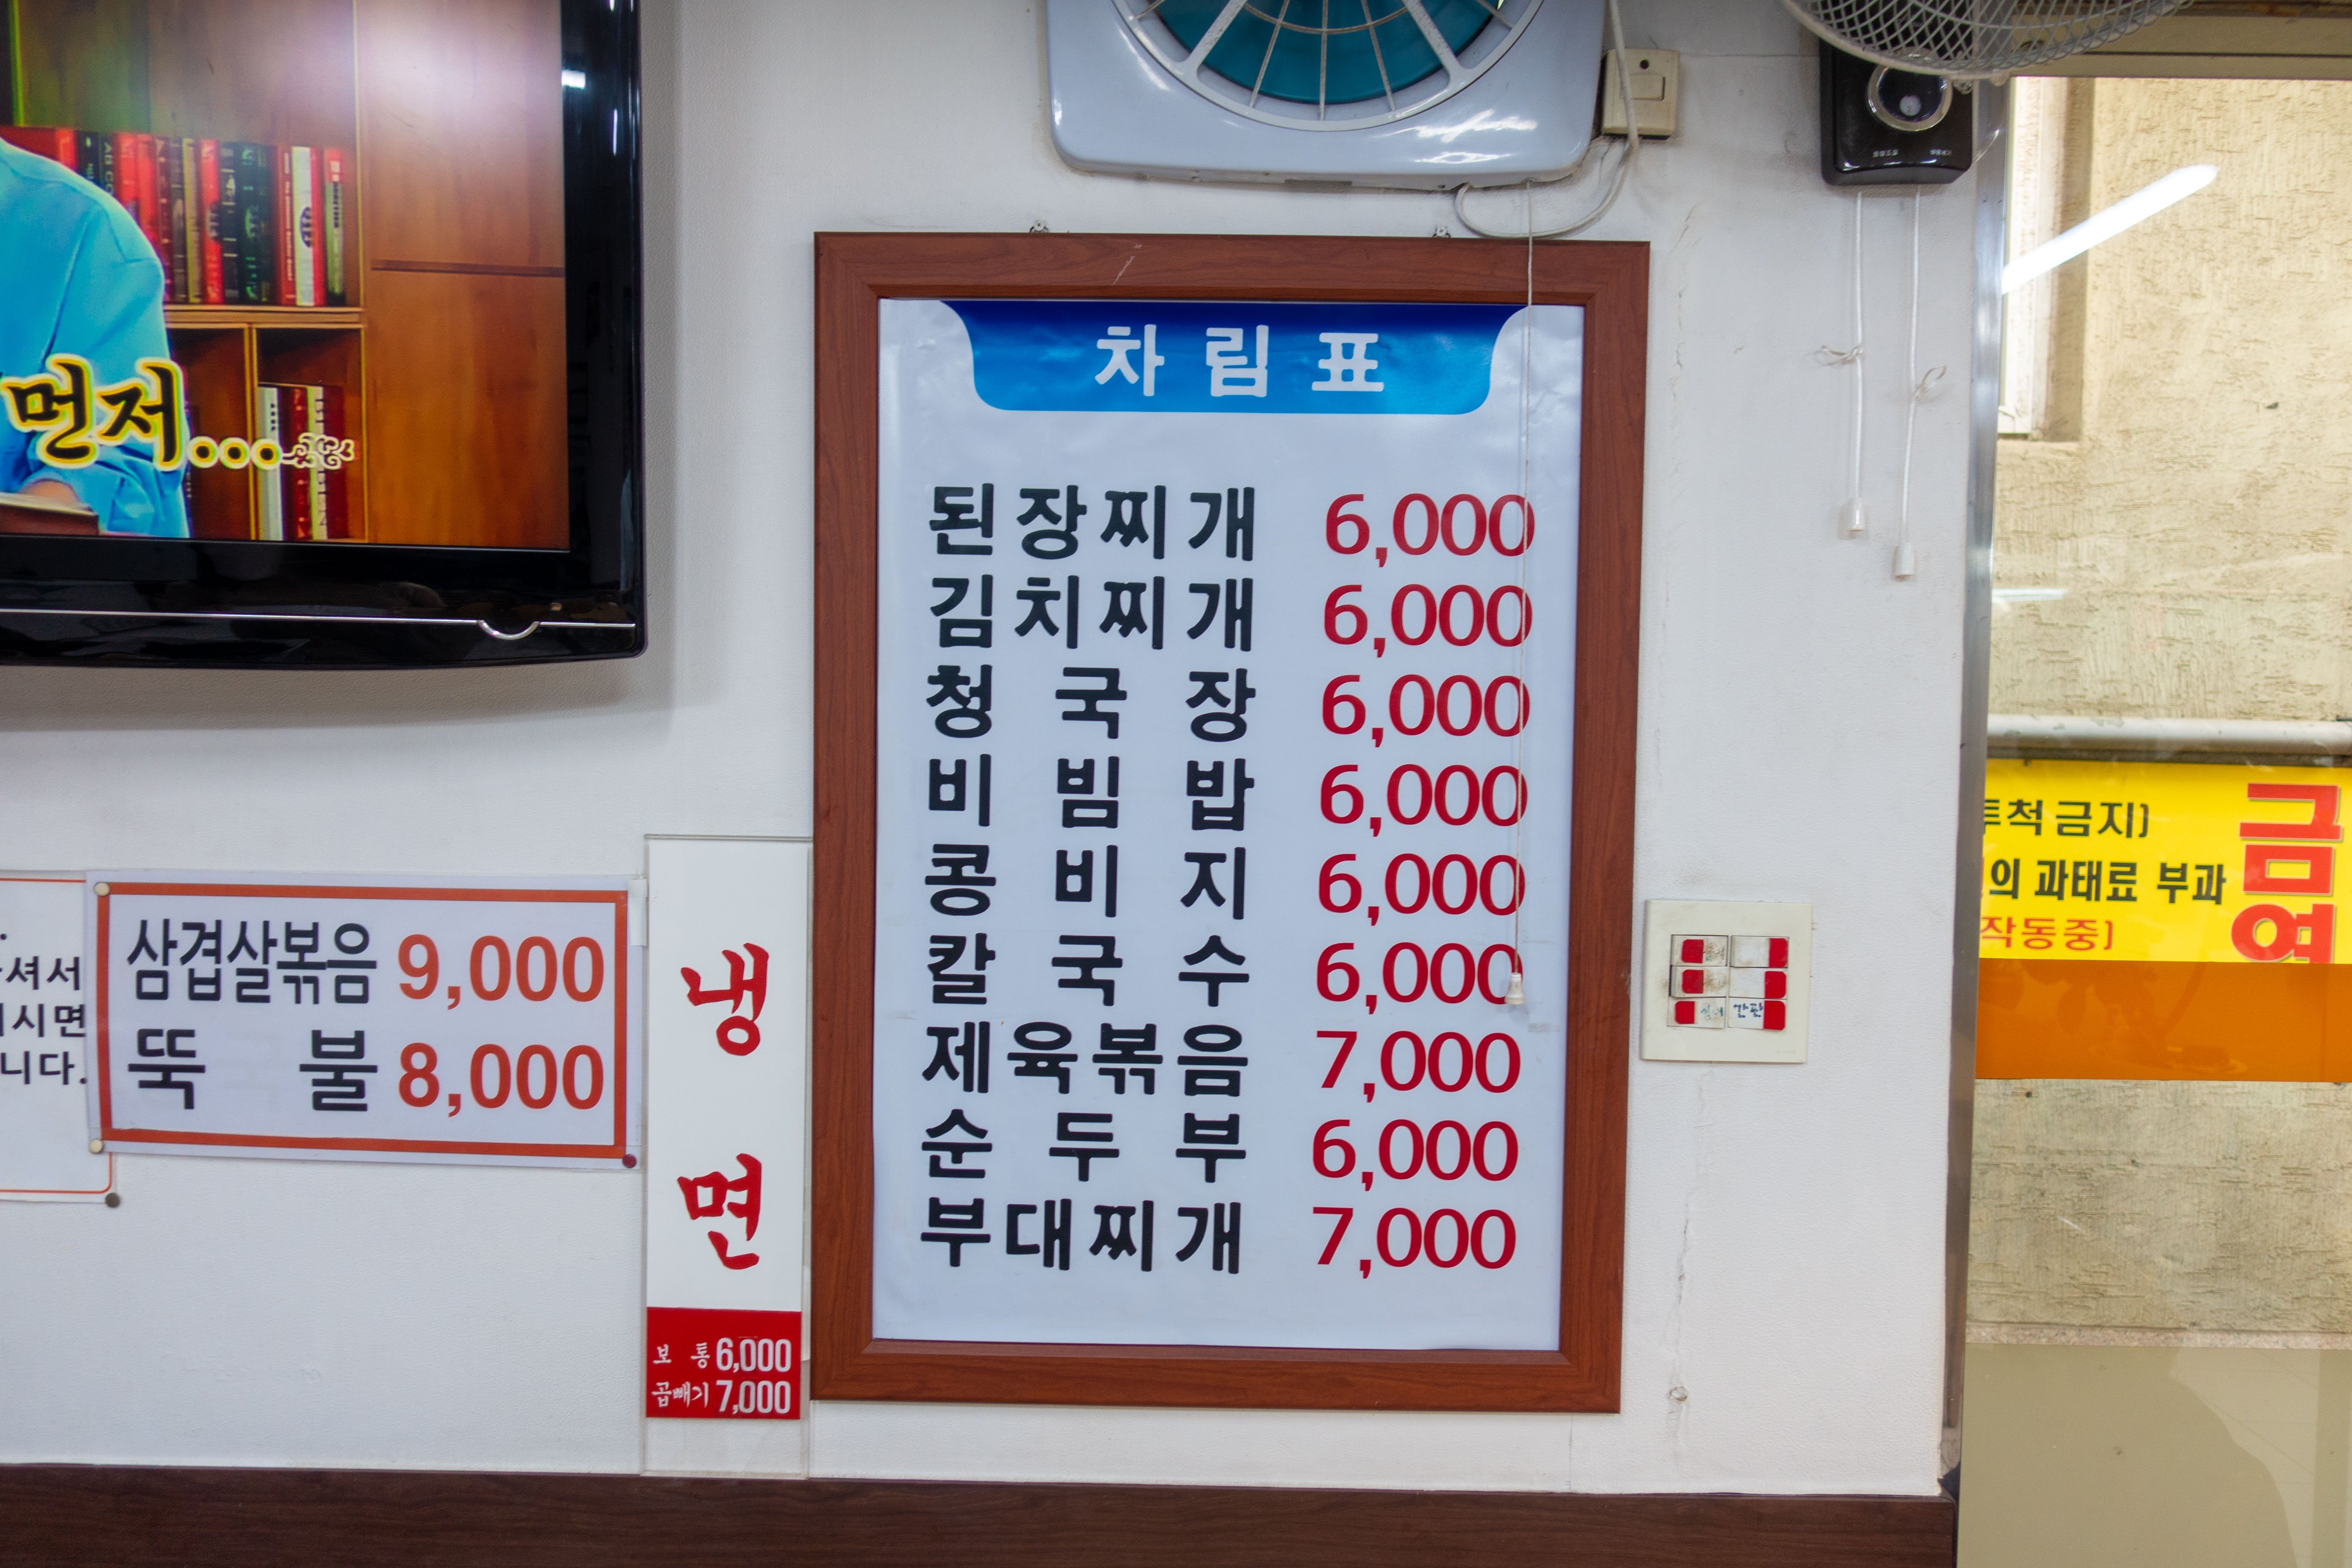 먼저...
차림표
된장찌개 6,000
김치찌개 6,000
청국장 6,000
비빔밥 6,000
콩비지 6,000
칼국수 6,000
제육볶음 7,000
순두부 6,000
부대찌개 7,000
삼겹살볶음 9,000
뚝불 8,000
냉면
보통 6,000
곱빼기 7,000
셔서
시면
니다.
척금지)
의 과태료 부과
작동중)
금연
간판